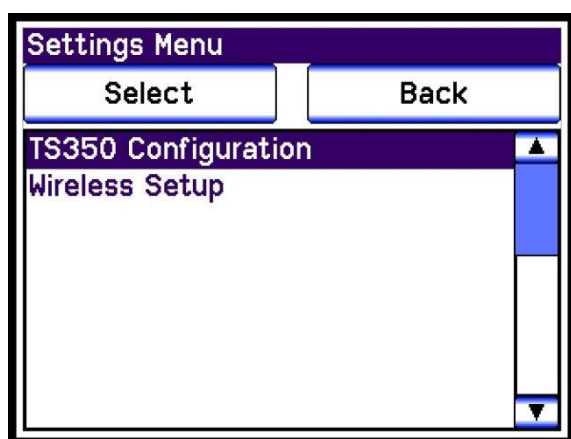 Settings Menu
Select Back
TS350 Configuration
Wireless Setup